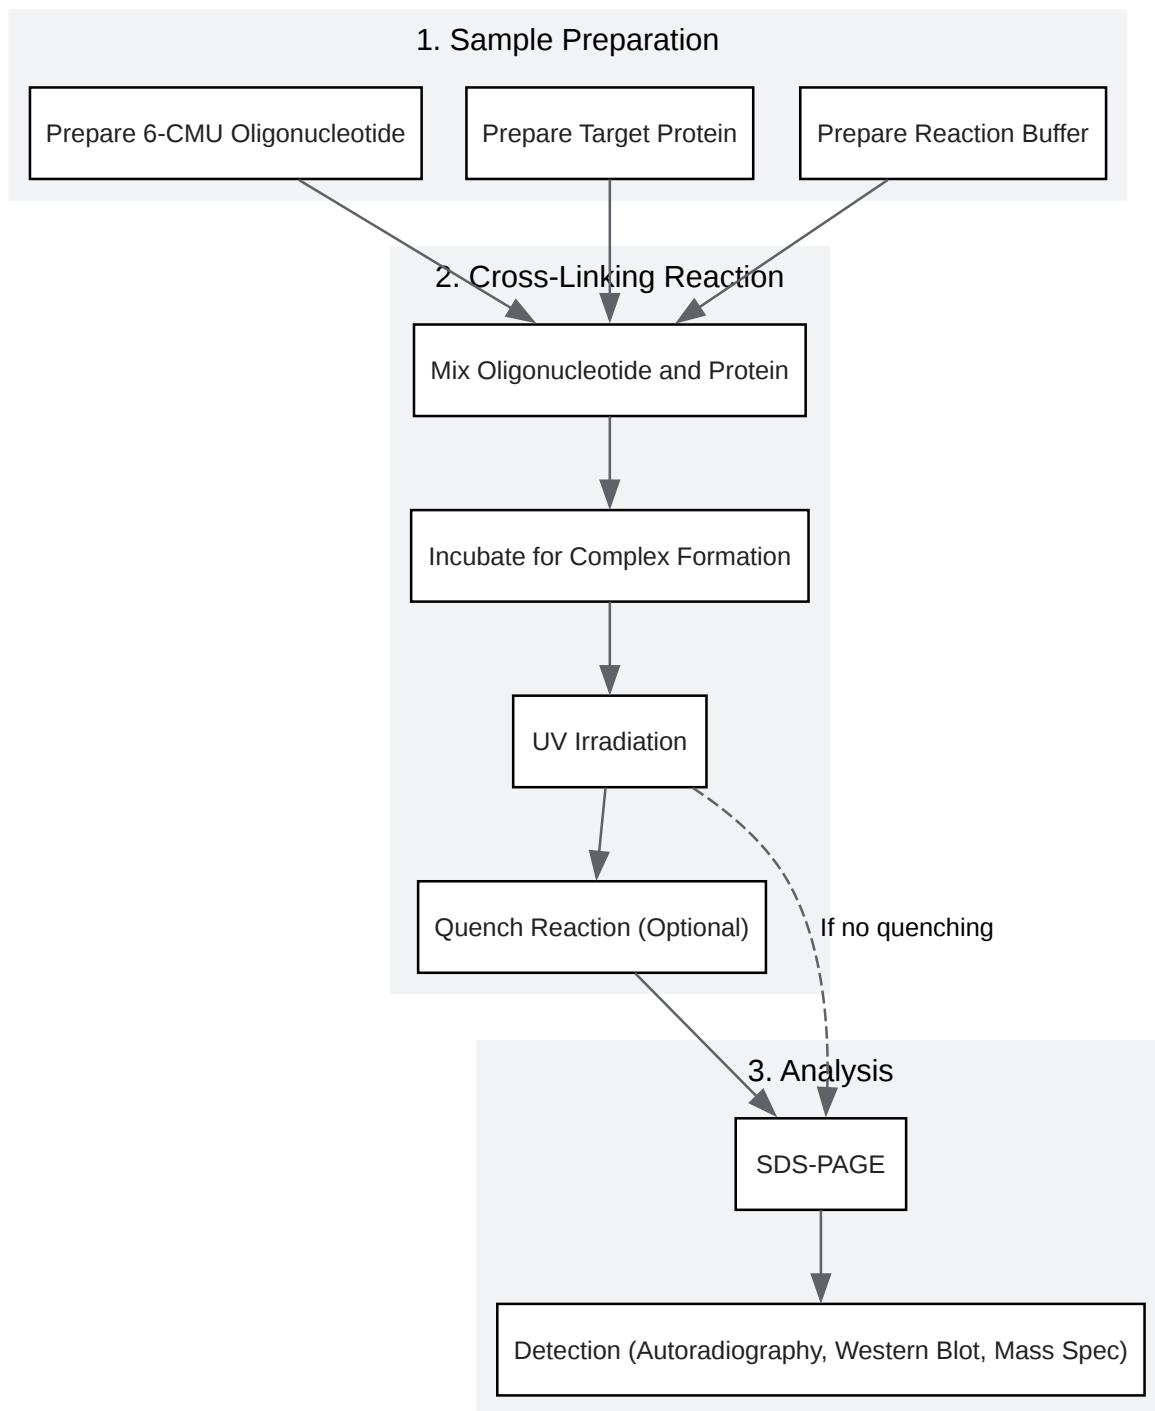 1. Sample Preparation
Prepare 6-CMU Oligonucleotide
Prepare Target Protein
Prepare Reaction Buffer
2. Cross-Linking Reaction
Mix Oligonucleotide and Protein
Incubate for Complex Formation
UV Irradiation
Quench Reaction (Optional)
If no quenching
3. Analysis
SDS-PAGE
Detection (Autoradiography, Western Blot, Mass Spec)